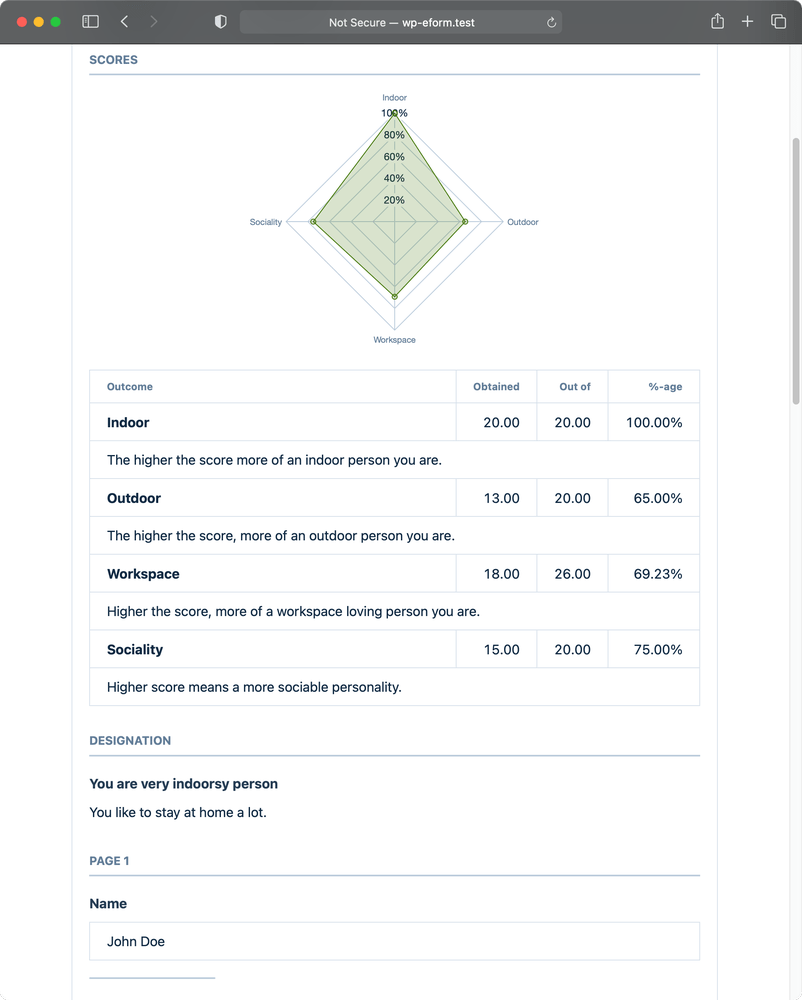 Not Secure — wp-eform.test
SCORES
Indoor
100%
80%
60%
40%
20%
Sociality
Outdoor
Workspace
Outcome Obtained Out of %-age
Indoor 20.00 20.00 100.00%
The higher the score more of an indoor person you are.
Outdoor 13.00 20.00 65.00%
The higher the score, more of an outdoor person you are.
Workspace 18.00 26.00 69.23%
Higher the score, more of a workspace loving person you are.
Sociality 15.00 20.00 75.00%
Higher score means a more sociable personality.
DESIGNATION
You are very indoorsy person
You like to stay at home a lot.
PAGE 1
Name
John Doe